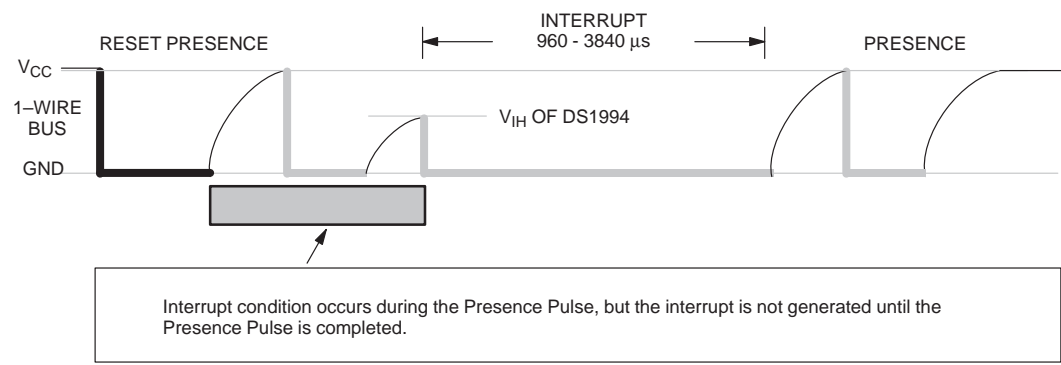 INTERRUPT
RESET PRESENCE
960 - 3840 μs
PRESENCE
VCC
1–WIRE
BUS
VIH OF DS1994
GND
Interrupt condition occurs during the Presence Pulse, but the interrupt is not generated until the
Presence Pulse is completed.